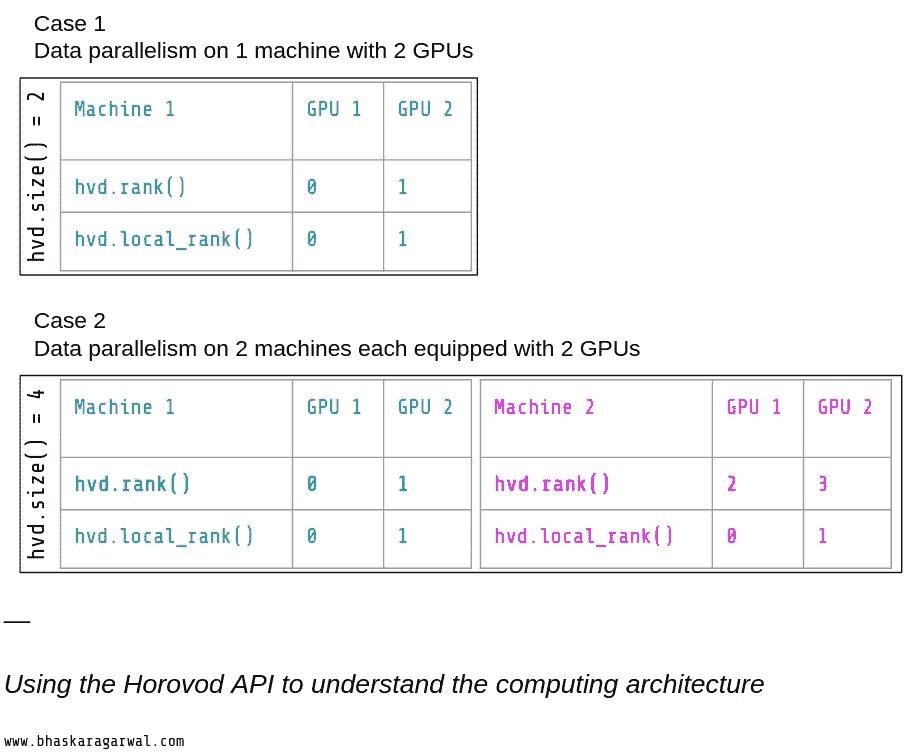 Case 1
Data parallelism on 1 machine with 2 GPUs
hvd.size() = 2
Machine 1 GPU 1 GPU 2
hvd.rank() 0 1
hvd.local_rank() 0 1
Case 2
Data parallelism on 2 machines each equipped with 2 GPUs
hvd.size() = 4
Machine 1 GPU 1 GPU 2 Machine 2 GPU 1 GPU 2
hvd.rank() 0 1 hvd.rank() 2 3
hvd.local_rank() 0 1 hvd.local_rank() 0 1
—
Using the Horovod API to understand the computing architecture
www.bhaskaragarwal.com